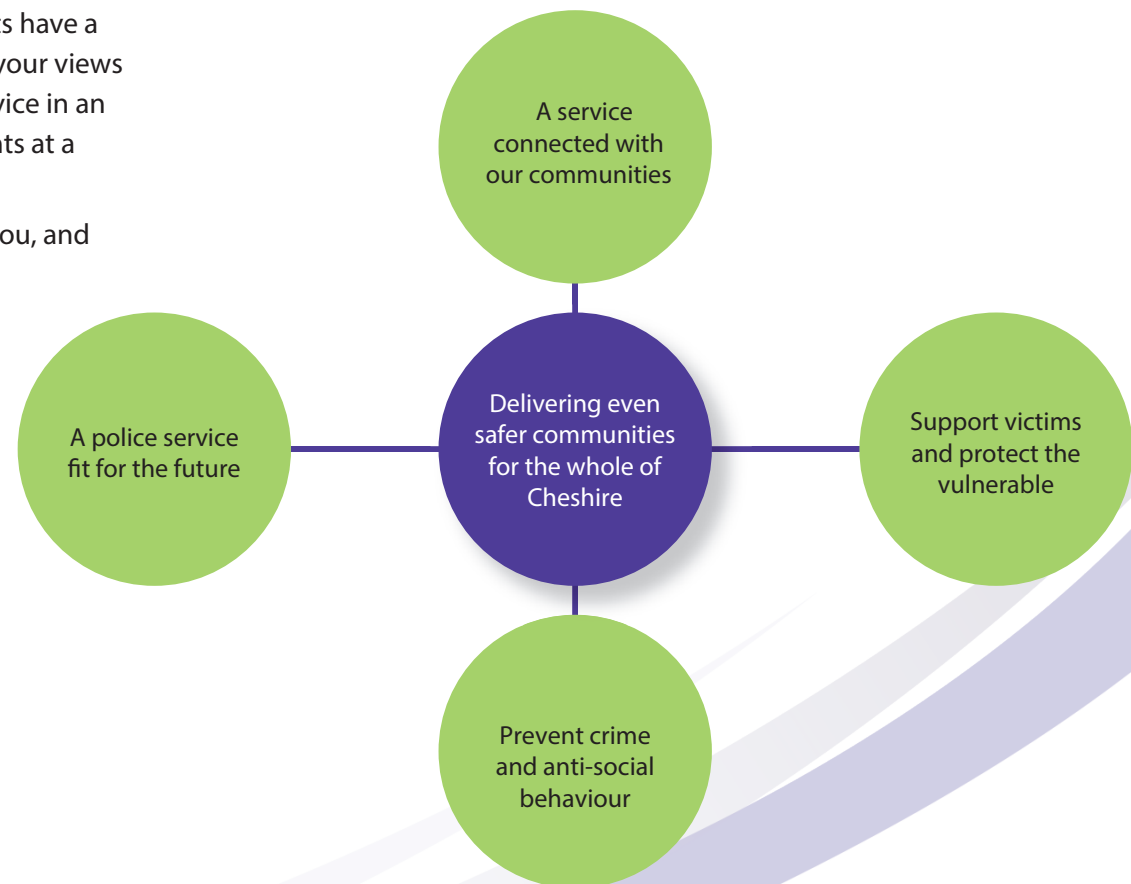 ts have a
your views
vice in an
nts at a
ou, and
A service
connected with
our communities
A police service
fit for the future
Delivering even
safer communities
for the whole of
Cheshire
Support victims
and protect the
vulnerable
Prevent crime
and anti-social
behaviour